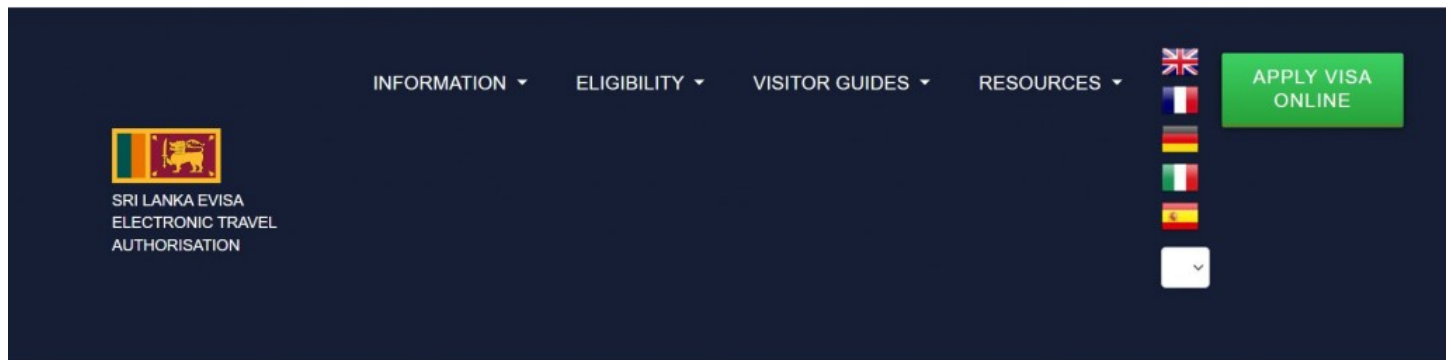 INFORMATION
ELIGIBILITY
VISITOR GUIDES
RESOURCES
APPLY VISA
ONLINE
SRI LANKA EVISA
ELECTRONIC TRAVEL
AUTHORISATION